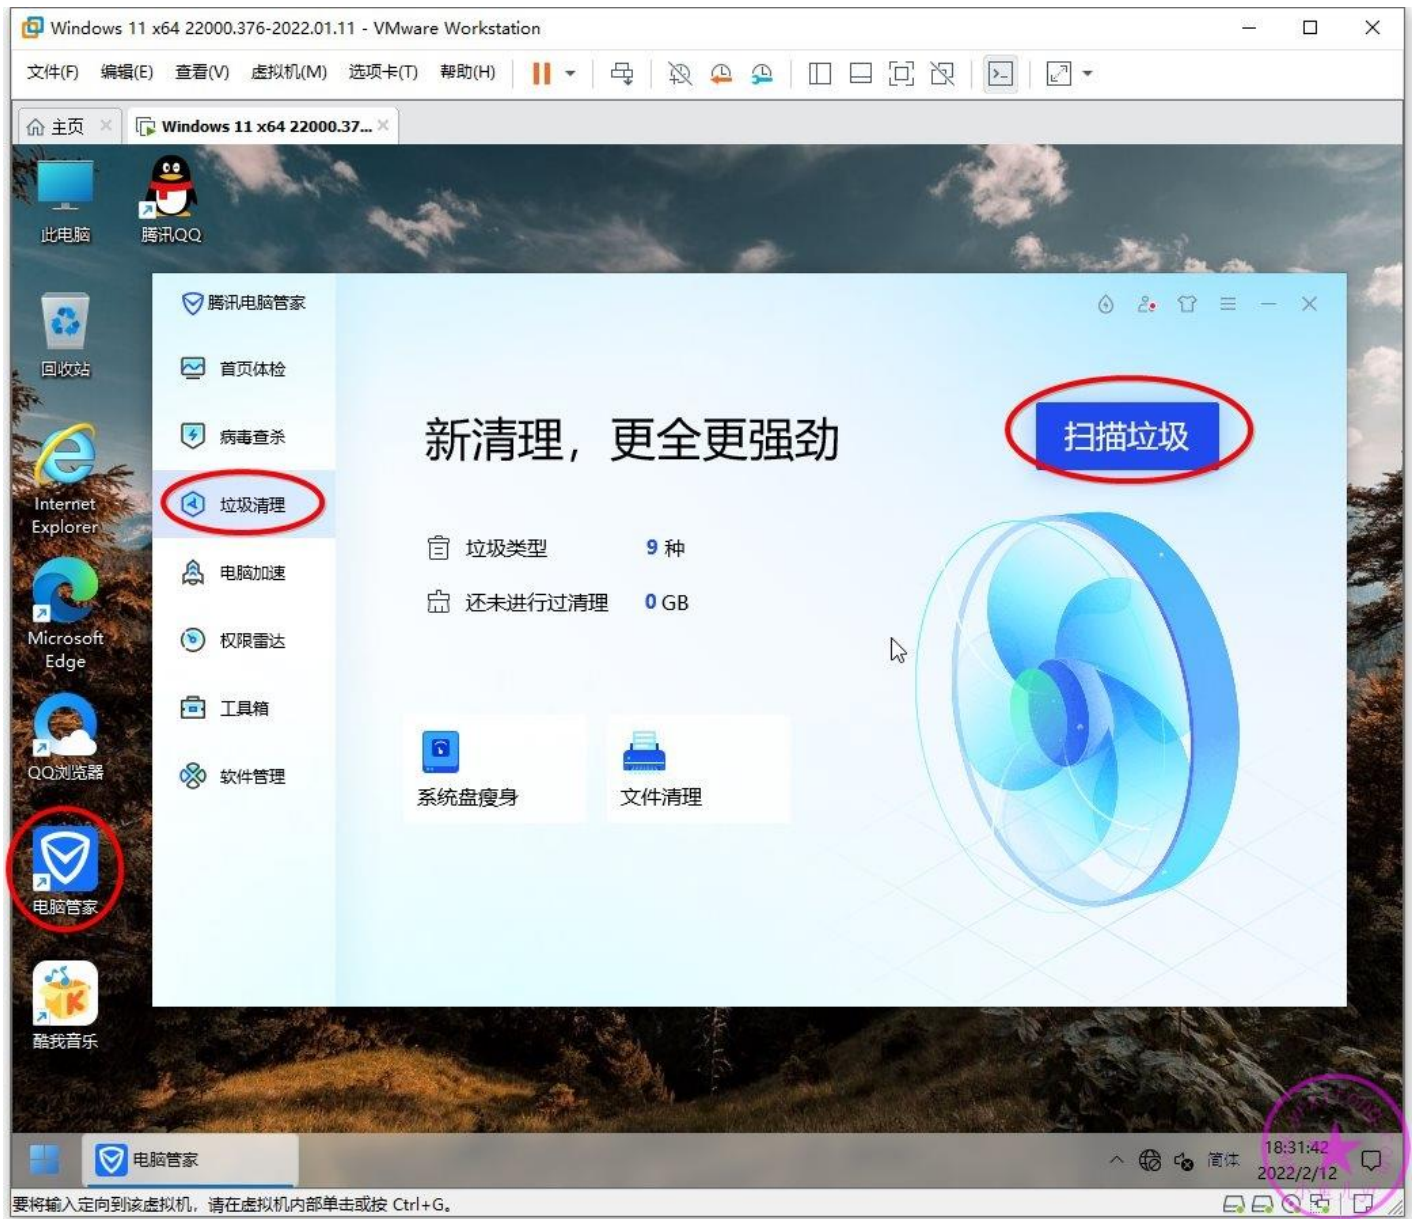 Windows 11 x64 22000.376-2022.01.11 - VMware Workstation
文件(F) 编辑(E) 查看(V) 虚拟机(M) 选项卡(T) 帮助(H)
主页
Windows 11 x64 22000.37...
此电脑
腾讯QQ
回收站
Internet
Explorer
Microsoft
Edge
QQ浏览器
电脑管家
酷我音乐
腾讯电脑管家
首页体检
病毒查杀
垃圾清理
电脑加速
权限雷达
工具箱
软件管理
新清理，更全更强劲
扫描垃圾
垃圾类型 9 种
还未进行过清理 0 GB
系统盘瘦身
文件清理
电脑管家
简体
18:31:42
2022/2/12
要将输入定向到该虚拟机，请在虚拟机内部单击或按 Ctrl+G。